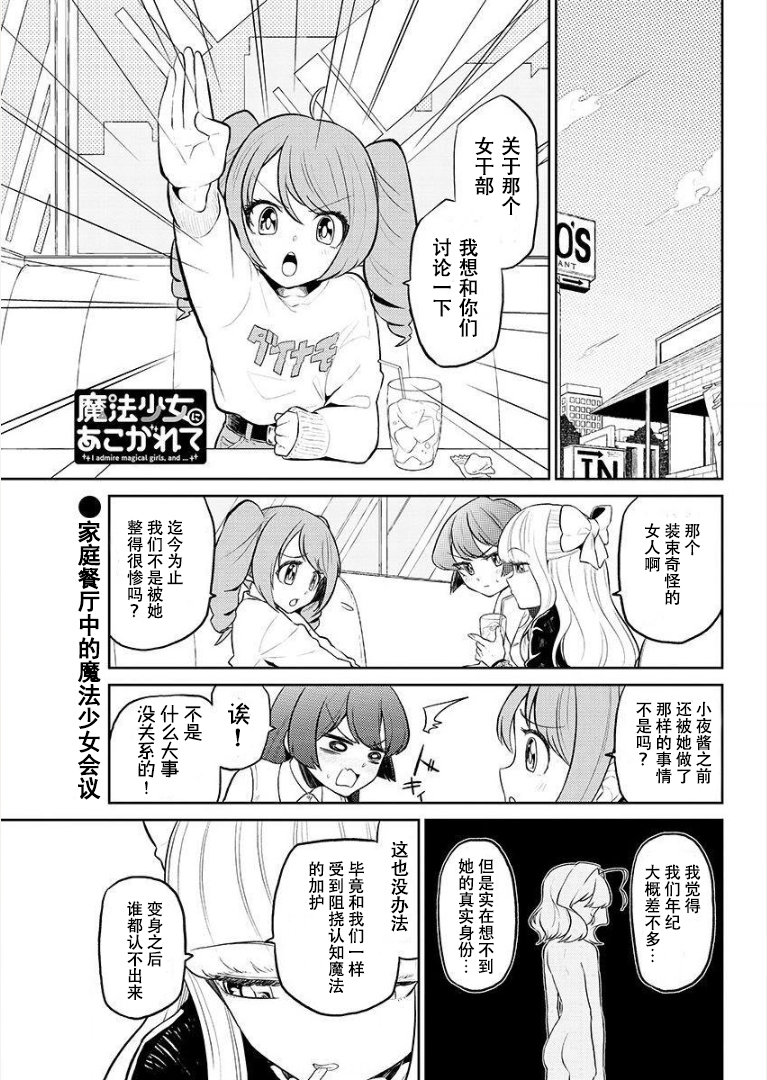 O'S
ANT
IN
关于那个
女干部
我想和你们
讨论一下
ダイナモ
魔法少女に
あこがれて
I admire magical girls, and ...
●家庭餐厅中的魔法少女会议
那个
装束奇怪的
女人啊
迄今为止
我们不是被她
整得很惨吗？
小夜酱之前
还被她做了
那样的事情
不是吗？
诶！
不是
什么大事
没关系的！
我觉得
我们年纪
大概差不多…
但是实在想不到
她的真实身份…
这也没办法
毕竟和我们一样
受到阻挠认知魔法
的加护
变身之后
谁都认不出来